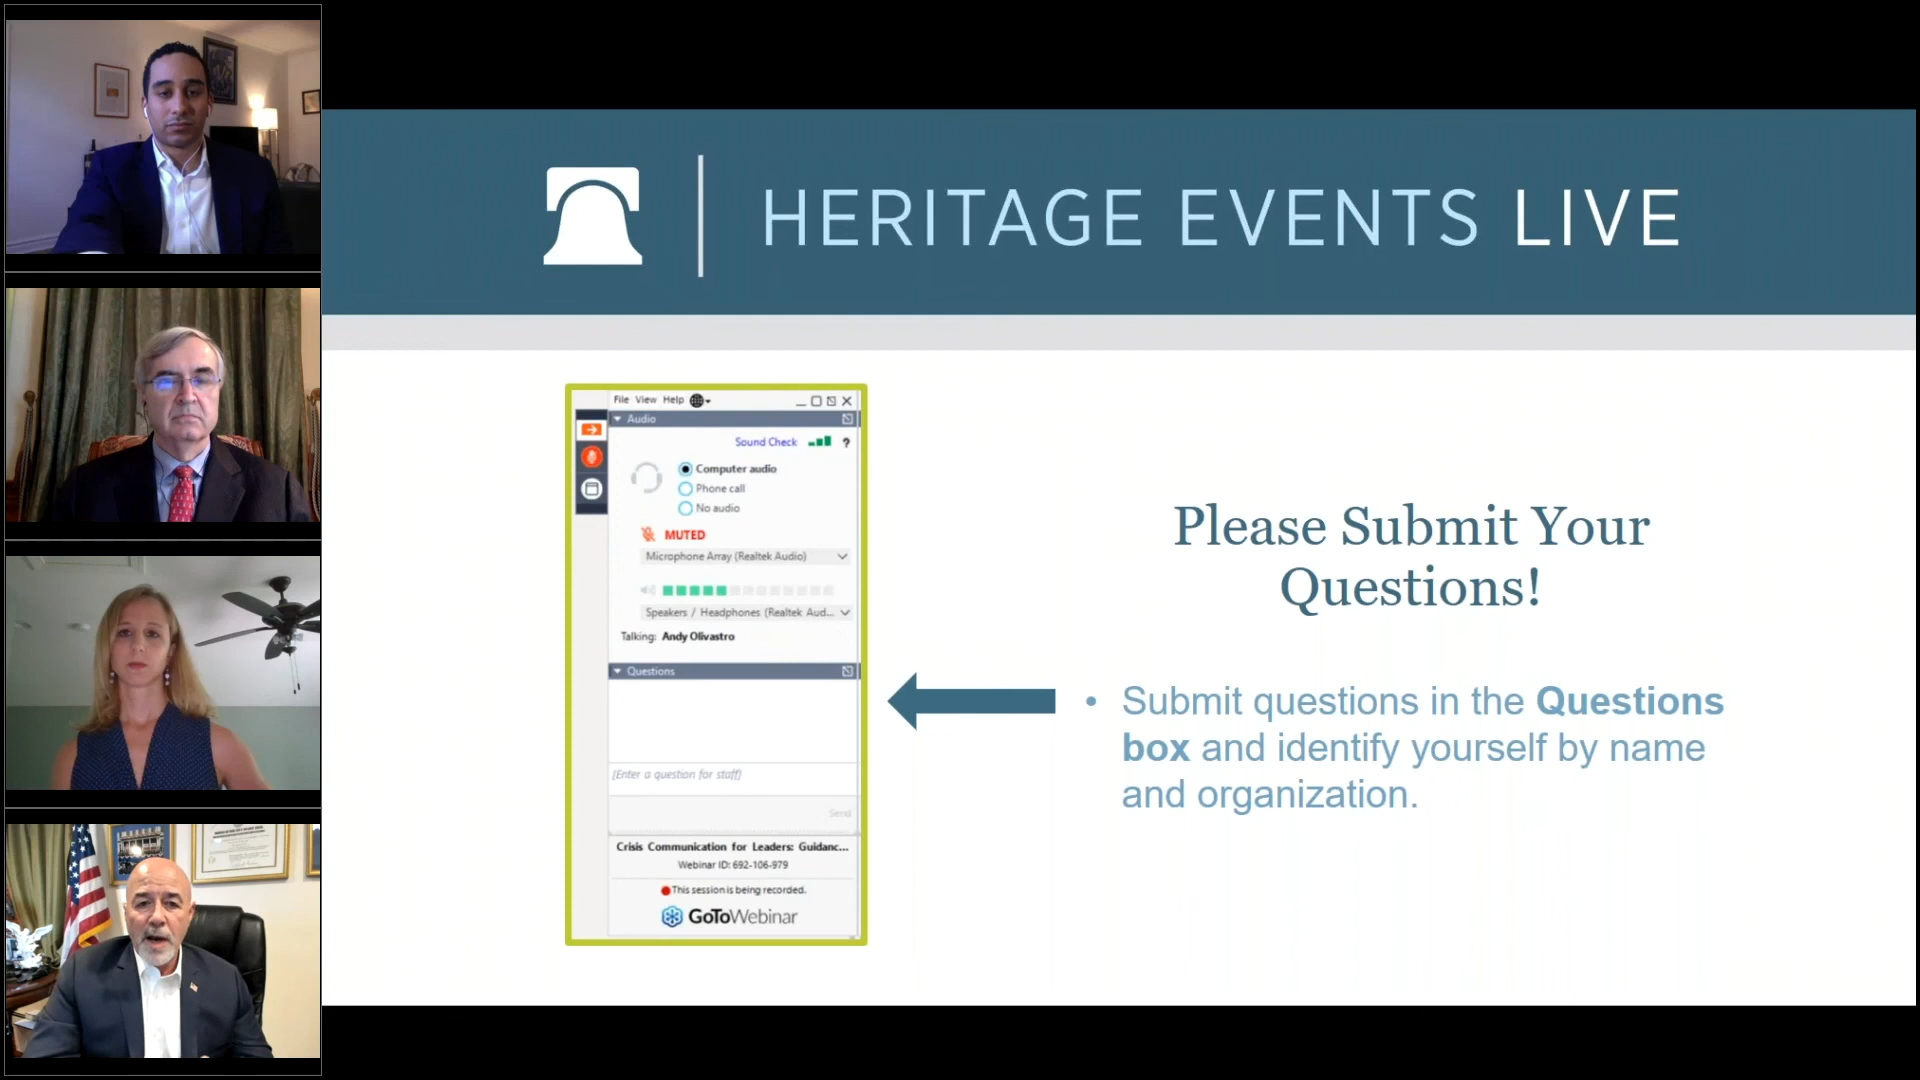 HERITAGE EVENTS LIVE
File View Help
Audio
Sound Check ?
Computer audio
Phone call
No audio
MUTED
Microphone Array (Realtek Audio)
Speakers / Headphones (Realtek Aud...
Talking: Andy Olivastro
Questions
[Enter a question for staff]
Send
Crisis Communication for Leaders: Guidanc...
Webinar ID: 692-106-979
This session is being recorded.
GoToWebinar
Please Submit Your
Questions!
• Submit questions in the Questions
box and identify yourself by name
and organization.